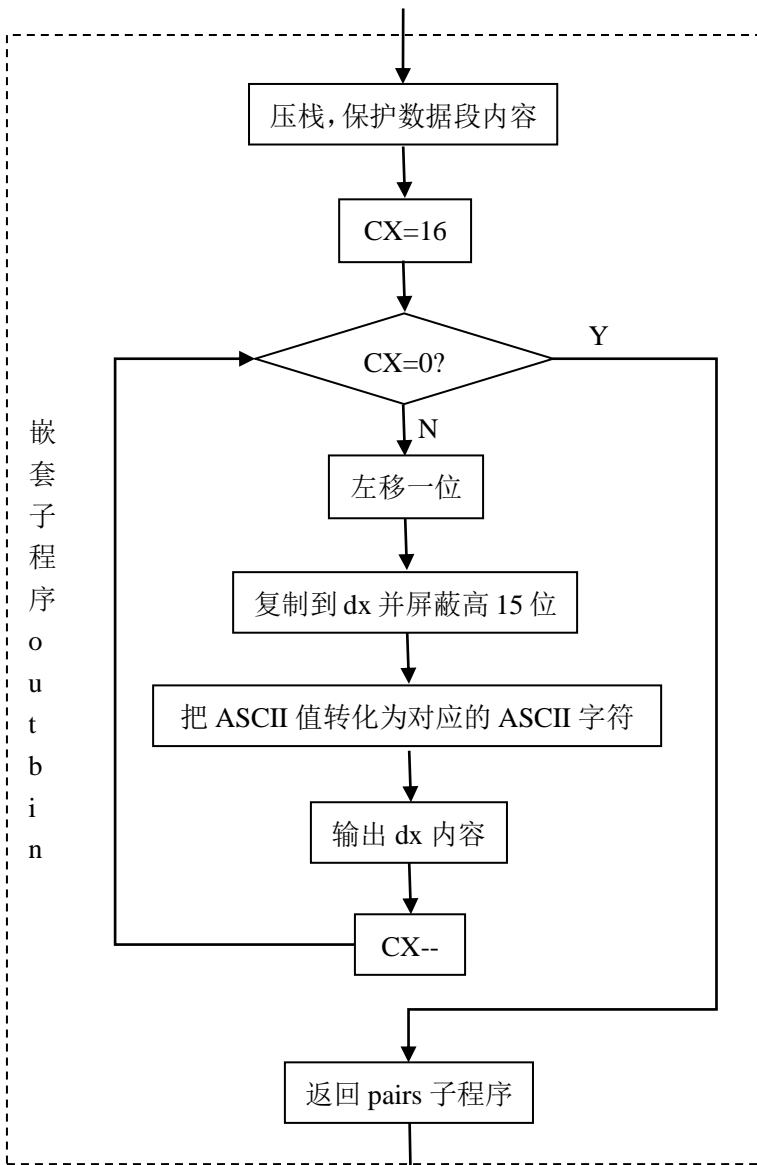 压栈，保护数据段内容
CX=16
CX=0?
Y
N
左移一位
复制到 dx 并屏蔽高 15 位
把 ASCII 值转化为对应的 ASCII 字符
输出 dx 内容
CX--
返回 pairs 子程序
嵌
套
子
程
序
o
u
t
b
i
n